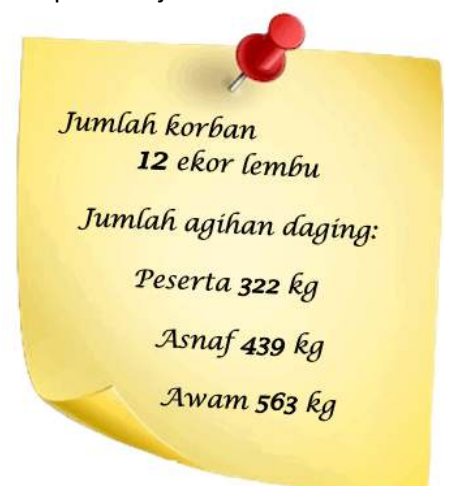 Jumlah korban
12 ekor lembu
Jumlah agihan daging:
Peserta 322 kg
Asnaf 439 kg
Awam 563 kg